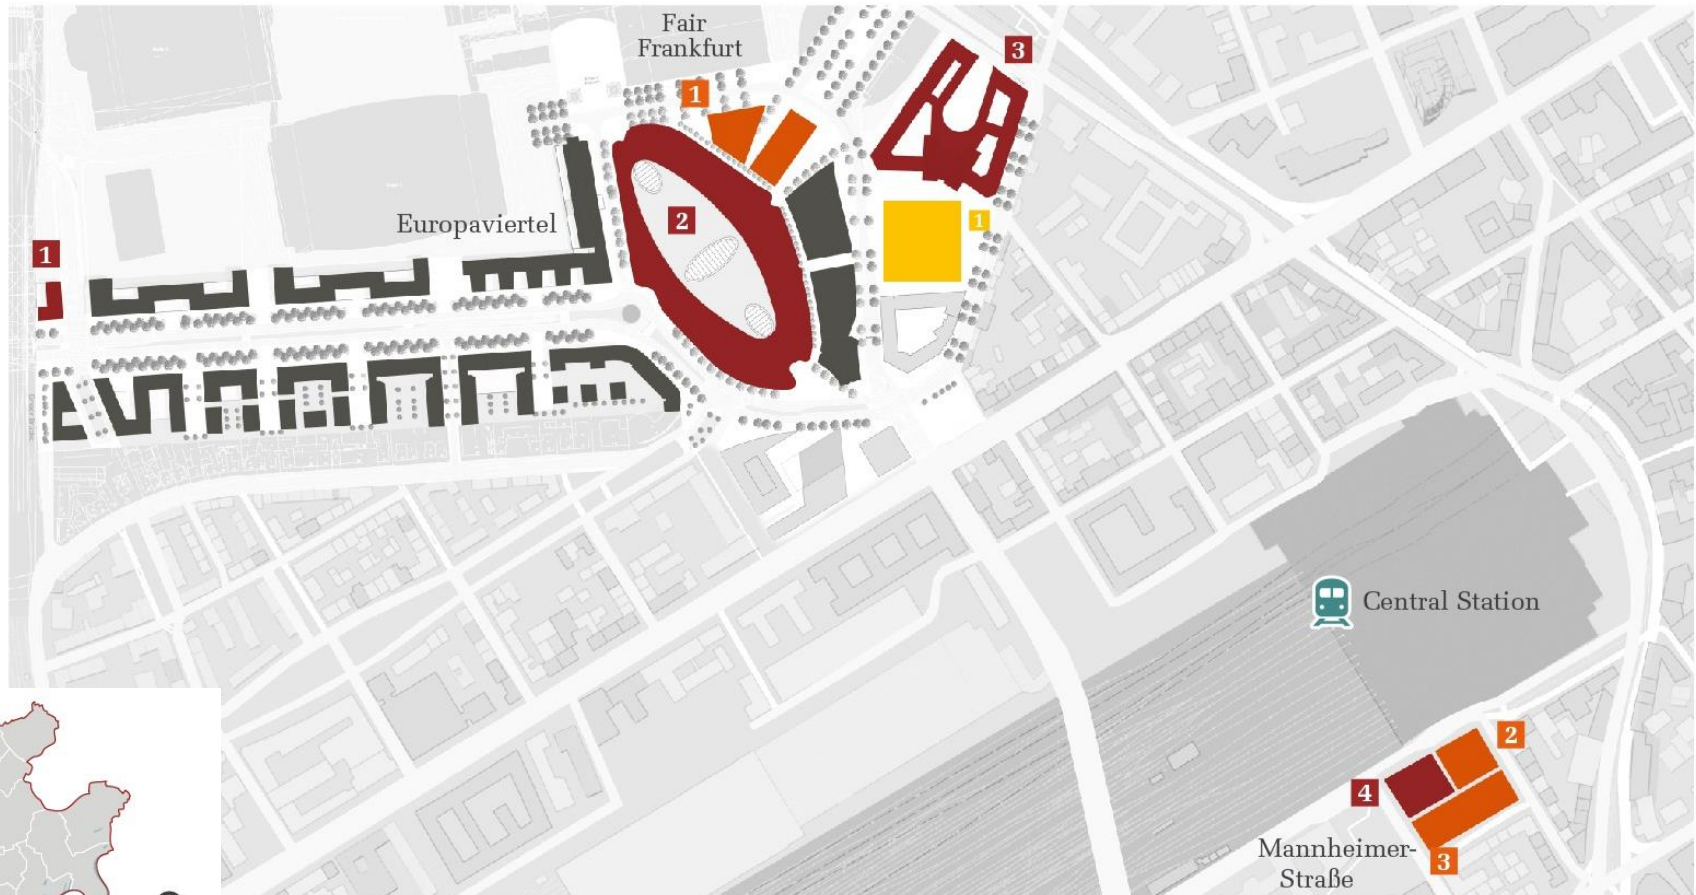 Fair
Frankfurt
3
1
Europaviertel
2
1
1
Central Station
2
4
Mannheimer-
Straße
3